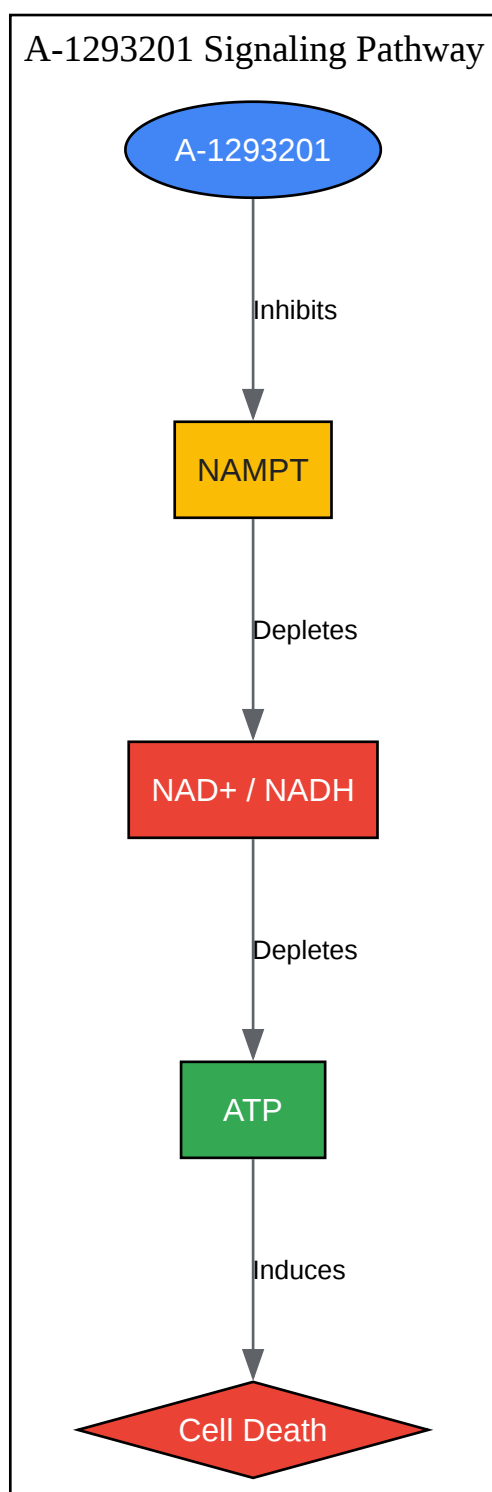 A-1293201 Signaling Pathway
A-1293201
Inhibits
NAMPT
Depletes
NAD+ / NADH
Depletes
ATP
Induces
Cell Death